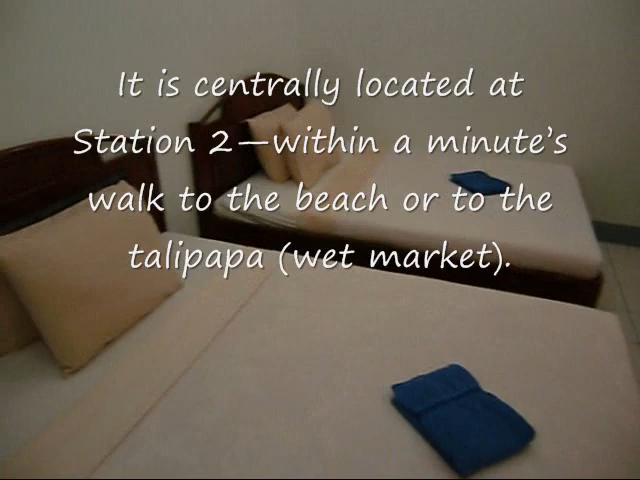 It is centrally located at
Station 2—within a minute's
walk to the beach or to the
talipapa (wet market).